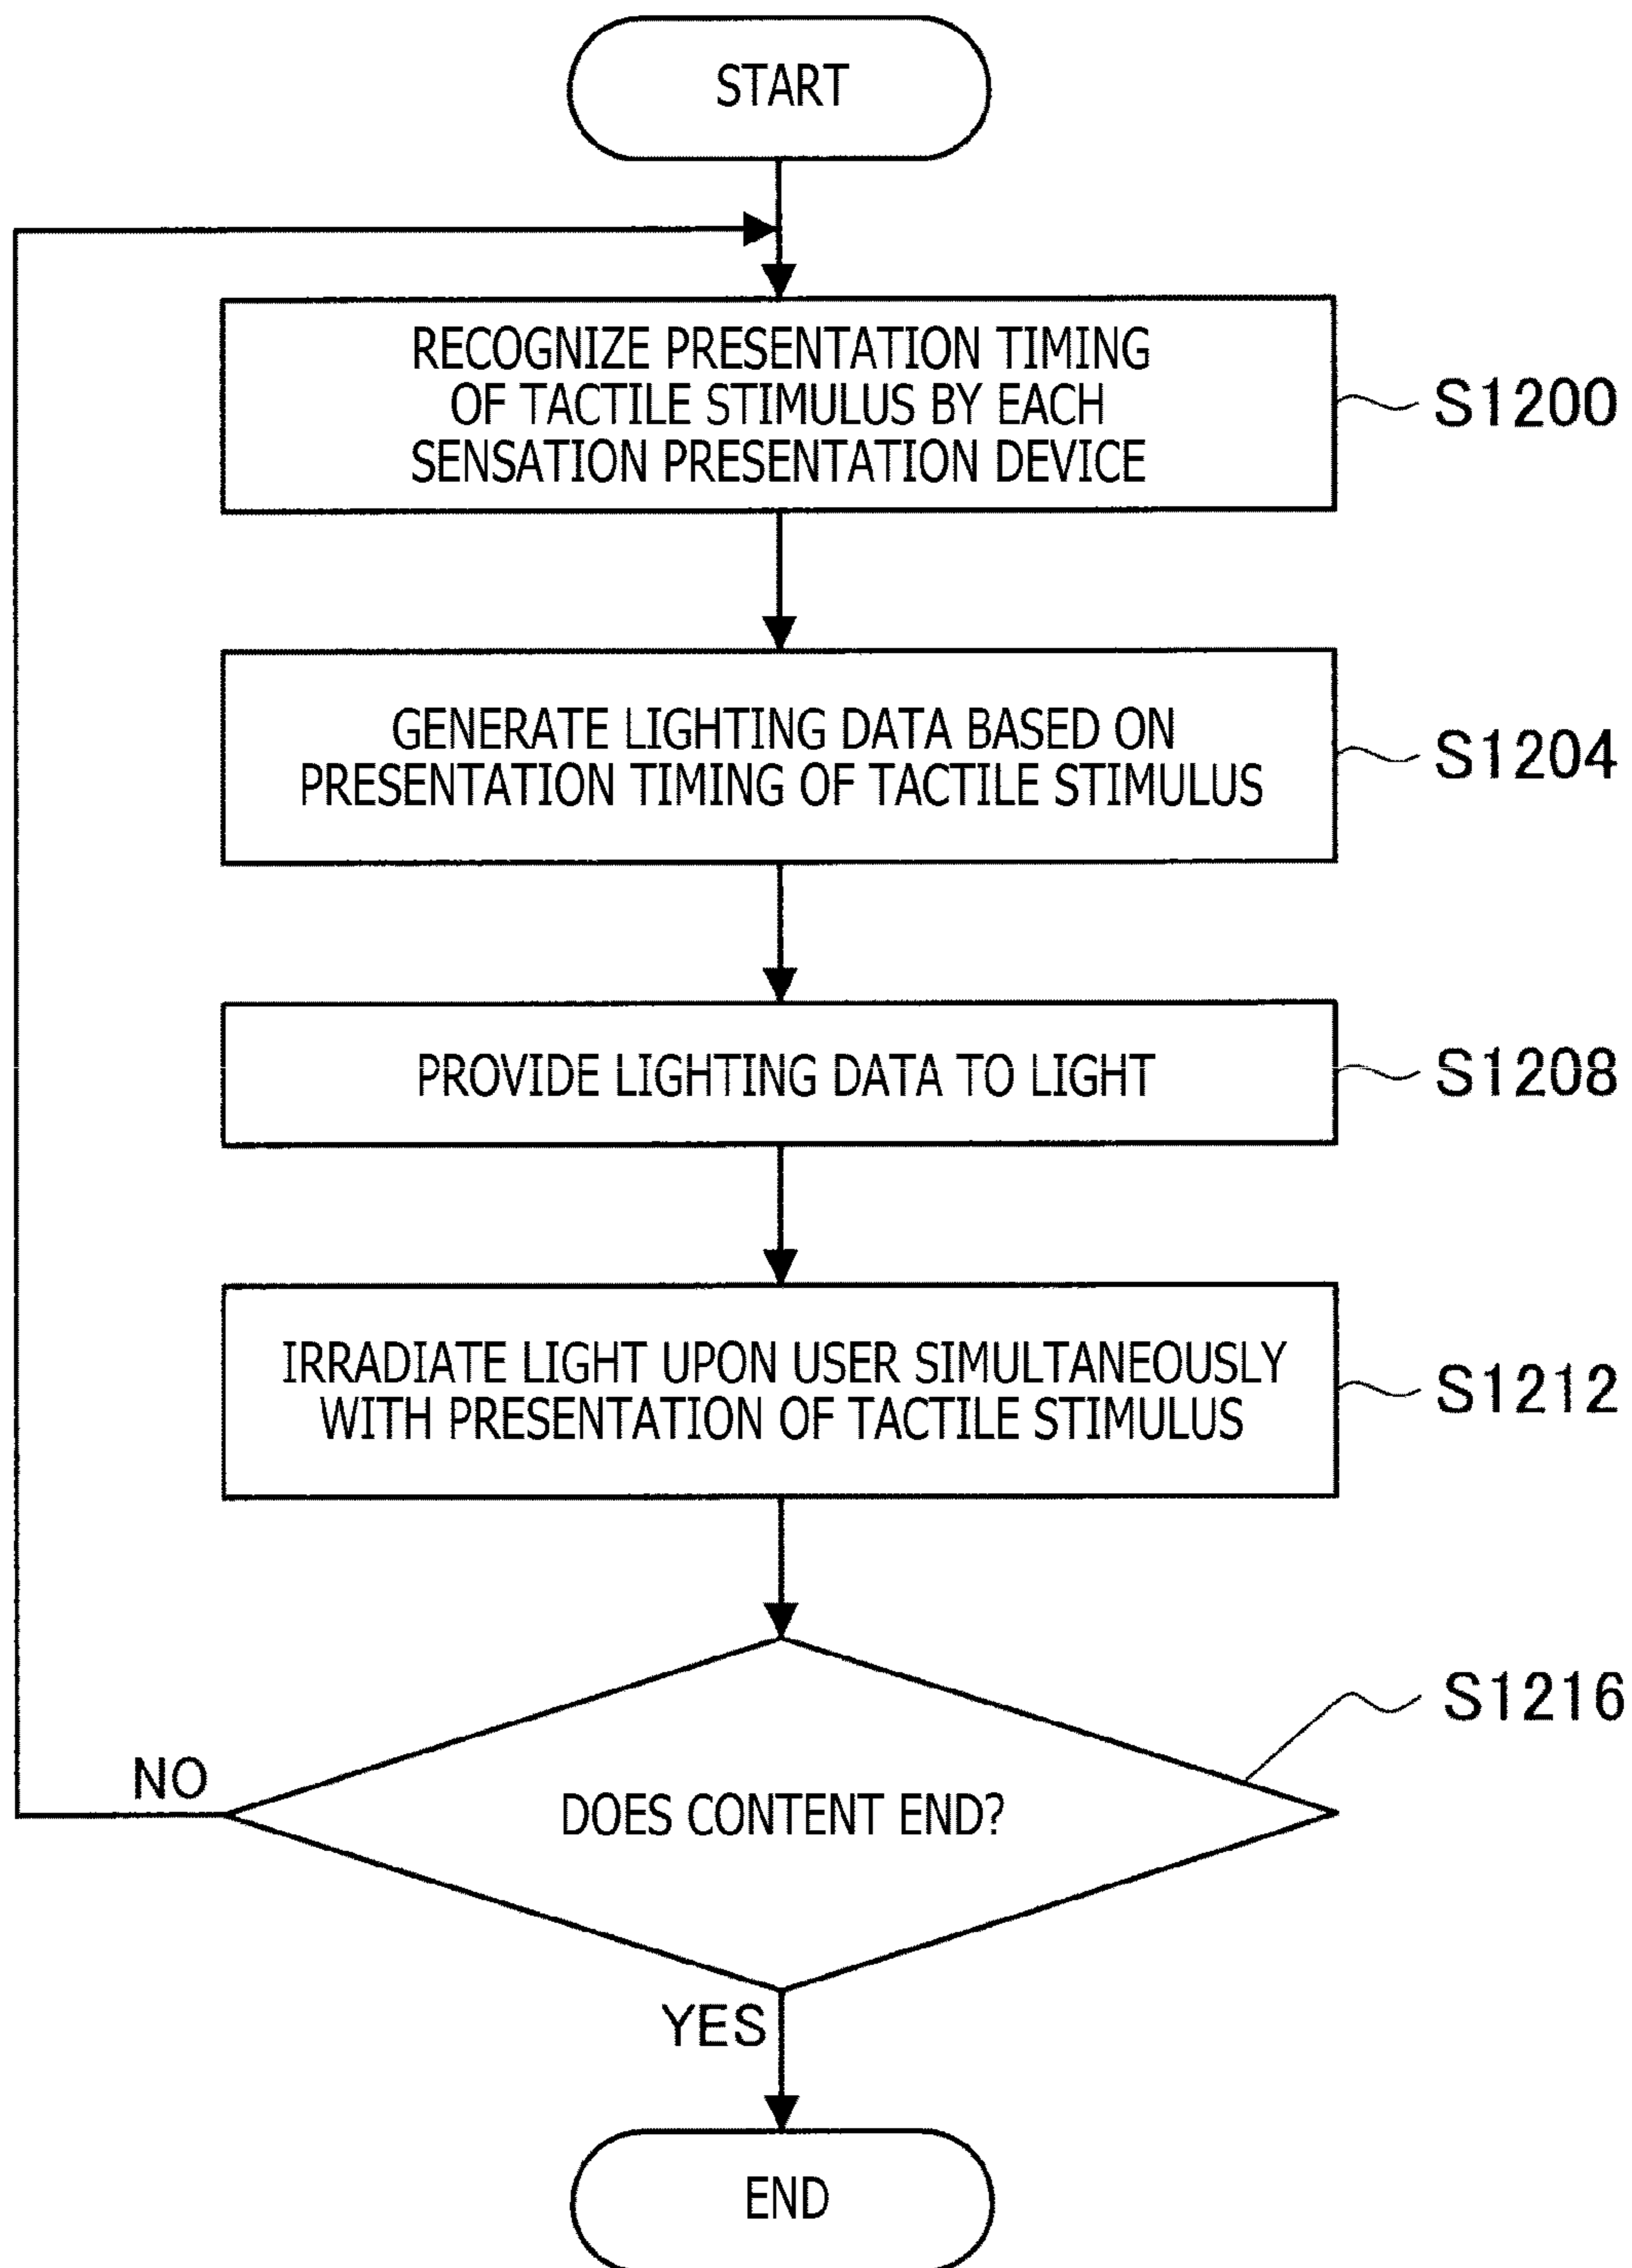 START
RECOGNIZE PRESENTATION TIMING
OF TACTILE STIMULUS BY EACH
SENSATION PRESENTATION DEVICE
S1200
GENERATE LIGHTING DATA BASED ON
PRESENTATION TIMING OF TACTILE STIMULUS
S1204
PROVIDE LIGHTING DATA TO LIGHT
S1208
IRRADIATE LIGHT UPON USER SIMULTANEOUSLY
WITH PRESENTATION OF TACTILE STIMULUS
S1212
S1216
NO
DOES CONTENT END?
YES
END